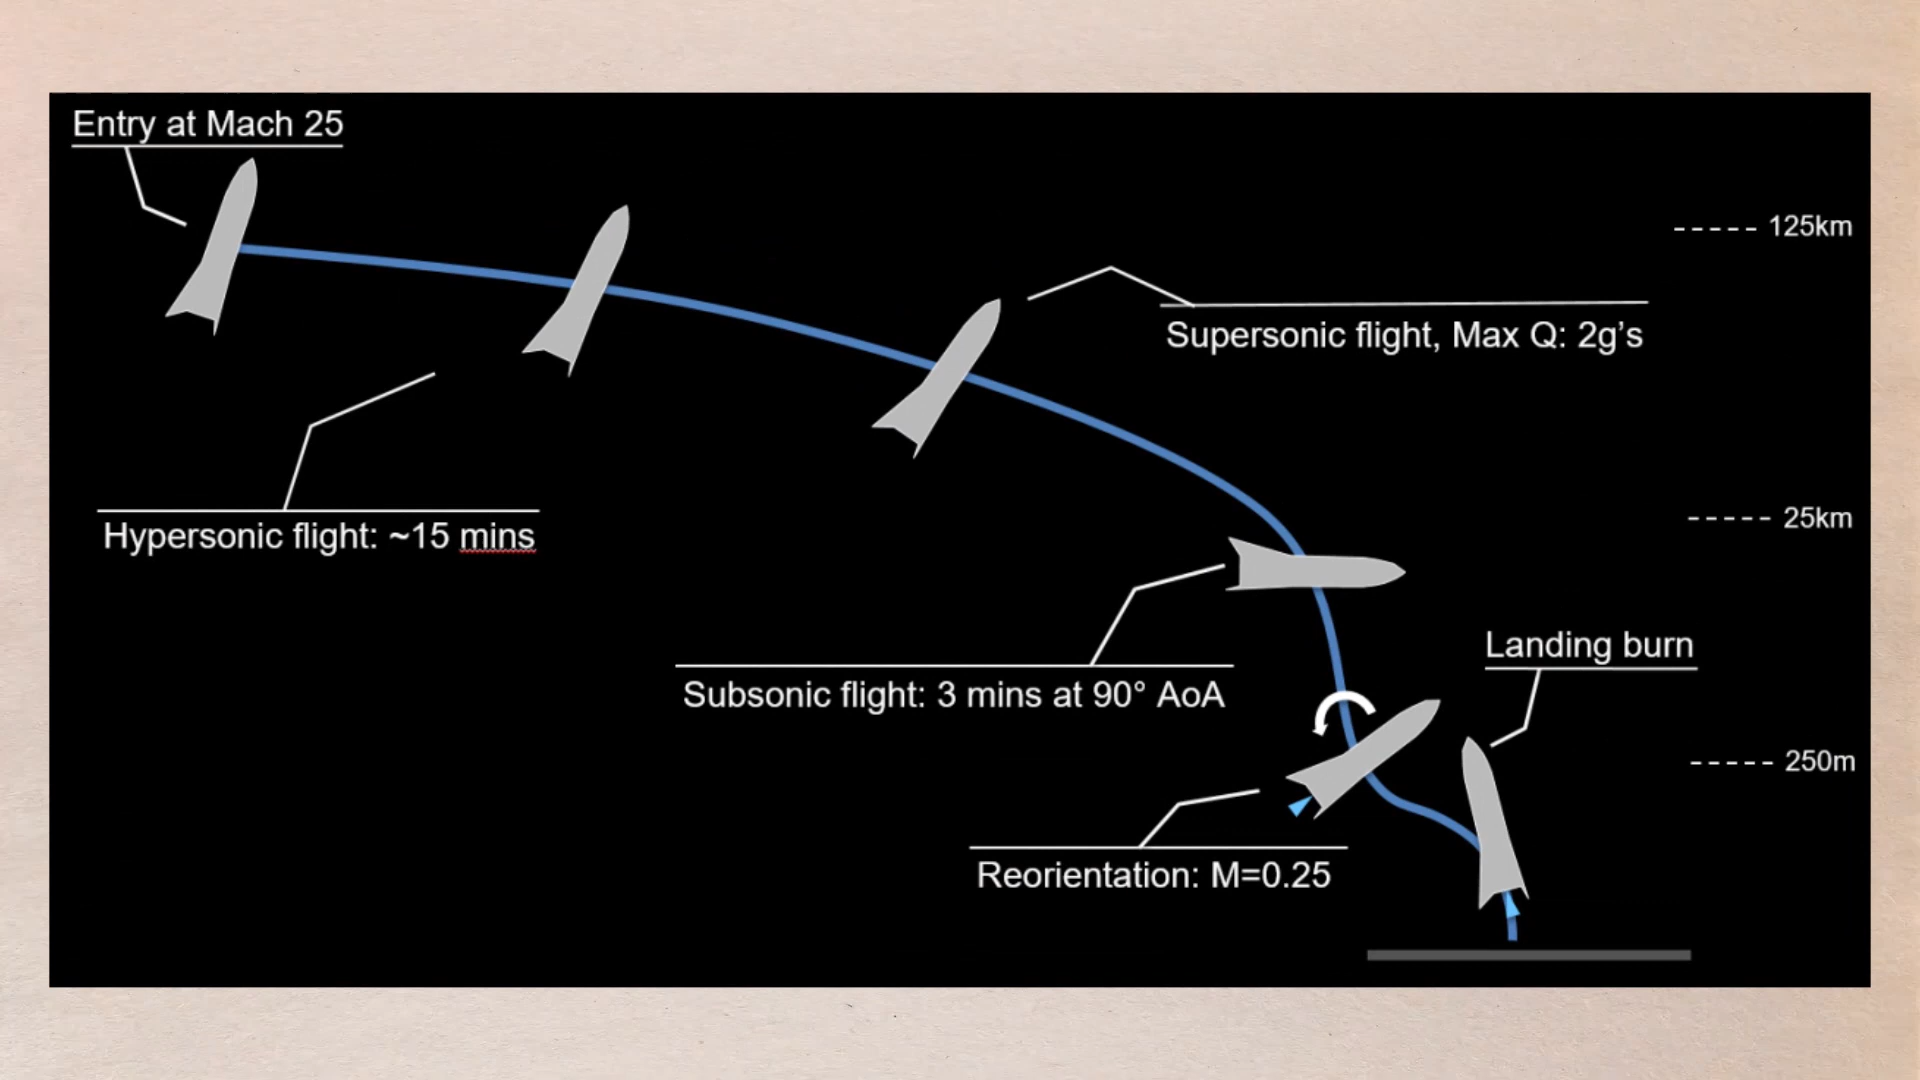 Entry at Mach 25
125km
Supersonic flight, Max Q: 2g’s
25km
Hypersonic flight: ~15 mins
Landing burn
Subsonic flight: 3 mins at 90° AoA
250m
Reorientation: M=0.25